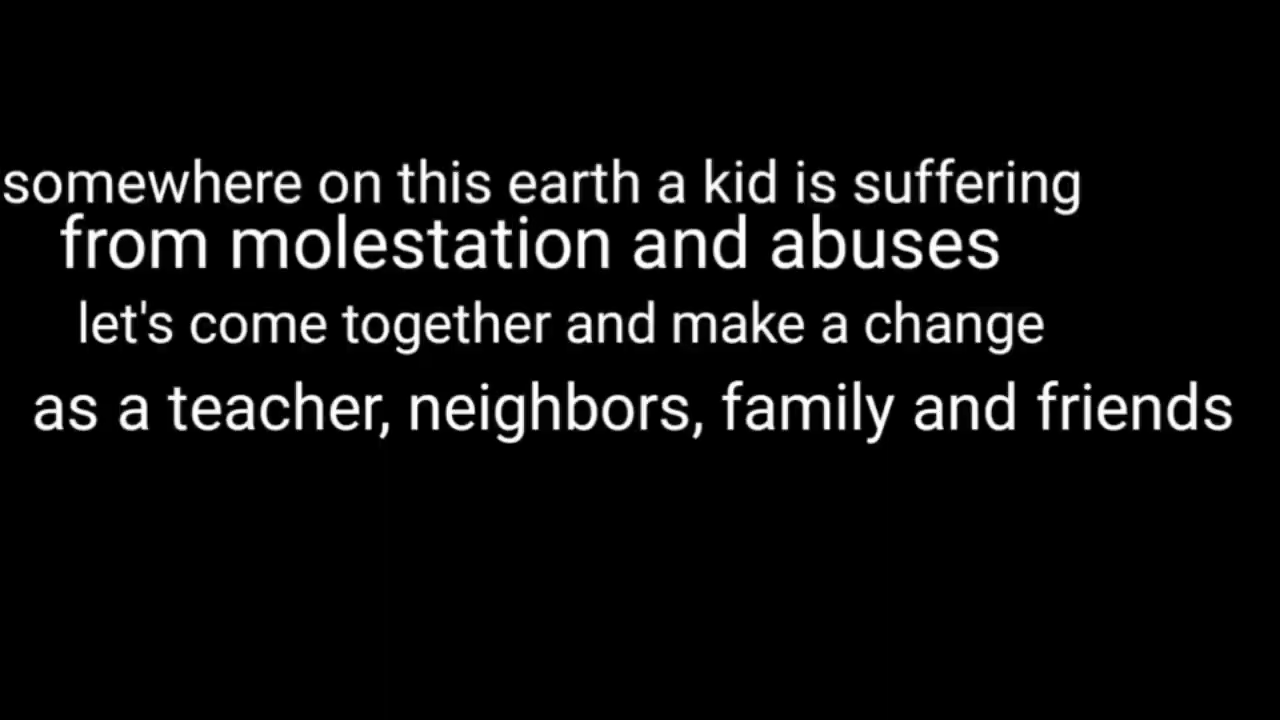 somewhere on this earth a kid is suffering
from molestation and abuses
let's come together and make a change
as a teacher, neighbors, family and friends